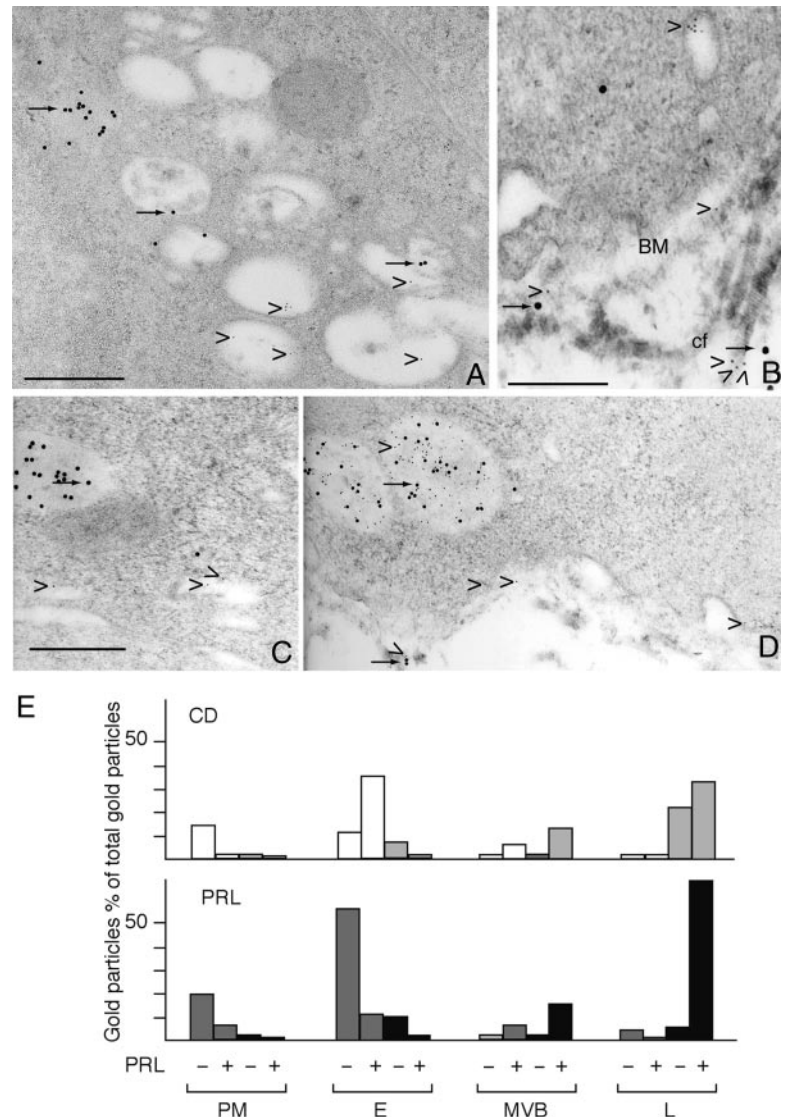 A
B
BM
cf
C
D
E
CD
50
PRL
50
Gold particles % of total gold particles
PRL − + − + − + − + − + − + − + − +
PM E MVB L